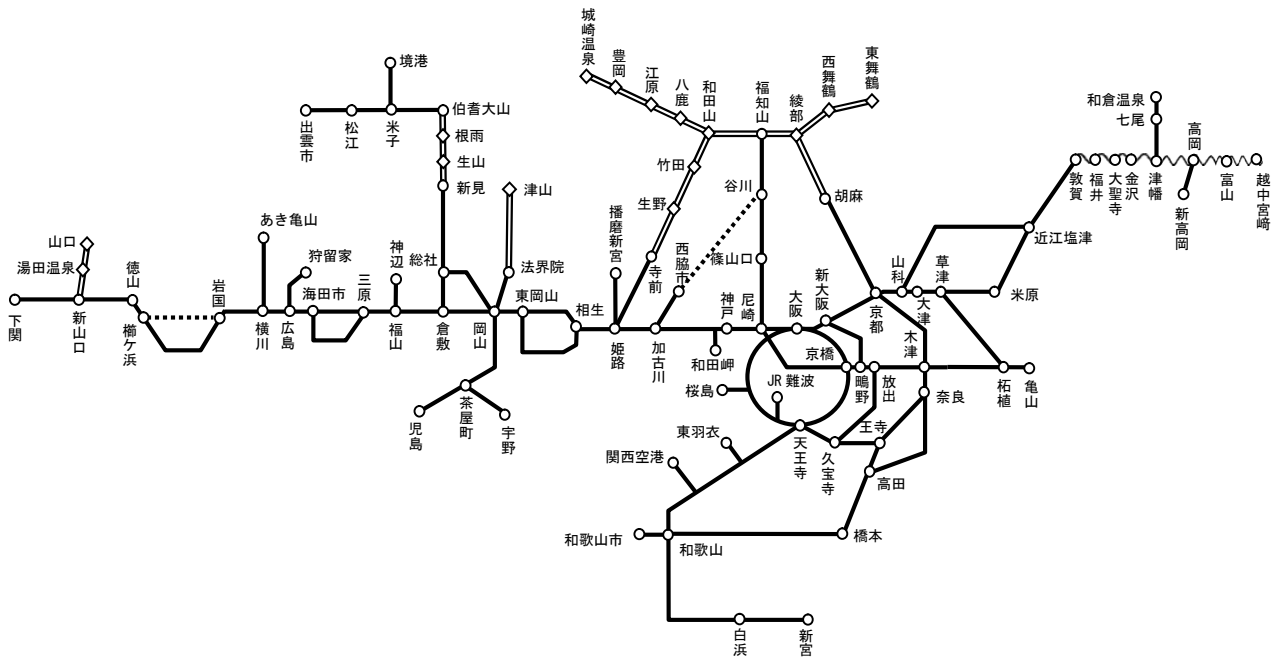 城崎温泉
豊岡
江原
八鹿
和田山
福知山
綾部
西舞鶴
東舞鶴
境港
伯耆大山
出雲市
松江
米子
根雨
生山
新見
津山
竹田
生野
谷川
胡麻
和倉温泉
七尾
高岡
敦賀
福井
大聖寺
金沢
津幡
新高岡
富山
越中宮崎
近江塩津
米原
あき亀山
狩留家
神辺
総社
法界院
播磨新宮
寺前
西脇市
篠山口
新大阪
山科
大津
草津
山口
湯田温泉
徳山
岩国
海田市
三原
東岡山
相生
神戸
尼崎
大阪
京都
木津
下関
新山口
櫛ケ浜
横川
広島
福山
倉敷
岡山
姫路
加古川
和田岬
京橋
鴫野
放出
柘植
亀山
桜島
JR 難波
奈良
児島
茶屋町
宇野
東羽衣
関西空港
天王寺
久宝寺
王寺
高田
和歌山市
和歌山
橋本
白浜
新宮